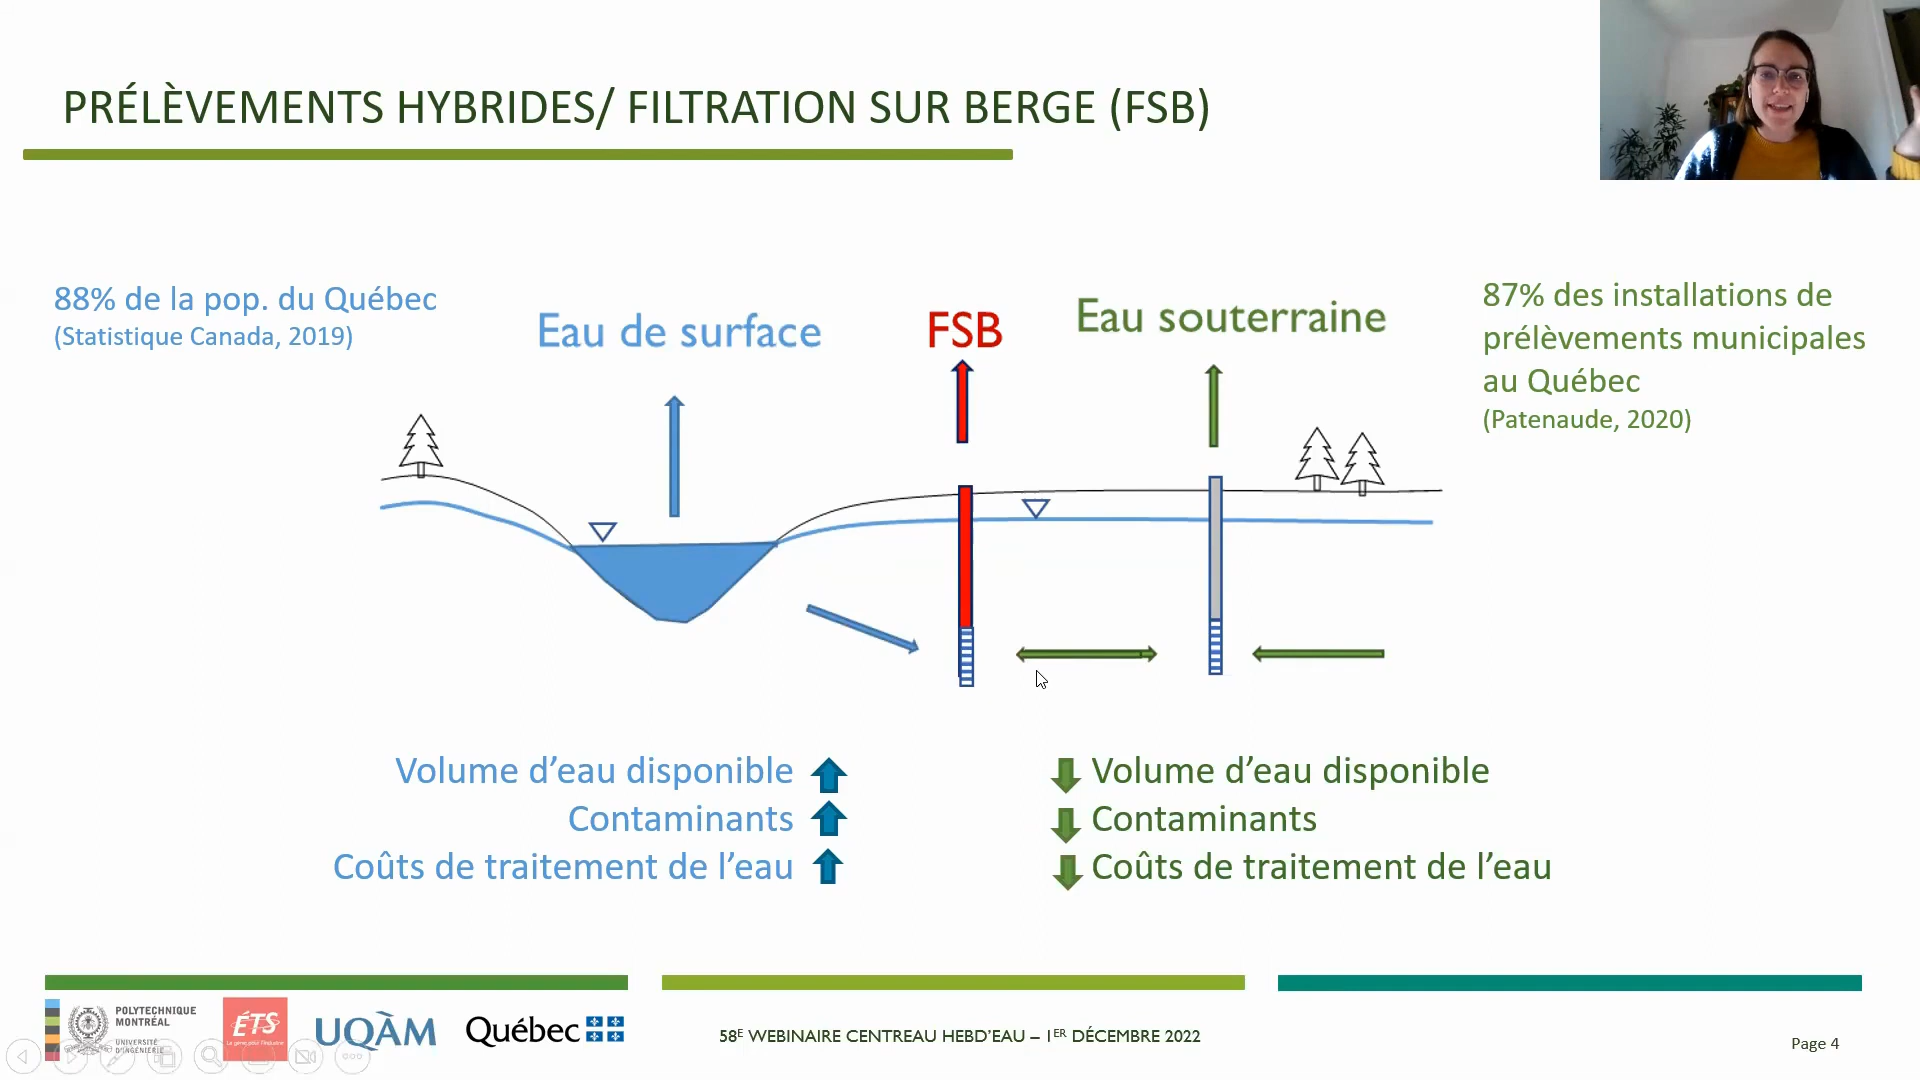 PRÉLÈVEMENTS HYBRIDES/ FILTRATION SUR BERGE (FSB)
88% de la pop. du Québec
(Statistique Canada, 2019)
Eau de surface
FSB
Eau souterraine
87% des installations de
prélèvements municipales
au Québec
(Patenaude, 2020)
Volume d'eau disponible
Contaminants
Coûts de traitement de l'eau
Volume d'eau disponible
Contaminants
Coûts de traitement de l'eau
POLYTECHNIQUE
MONTRÉAL
UNIVERSITÉ
D'INGÉNIERIE
ÉTS
UQÀM
Québec
58E WEBINAIRE CENTREAU HEBD'EAU – 1ER DÉCEMBRE 2022
Page 4